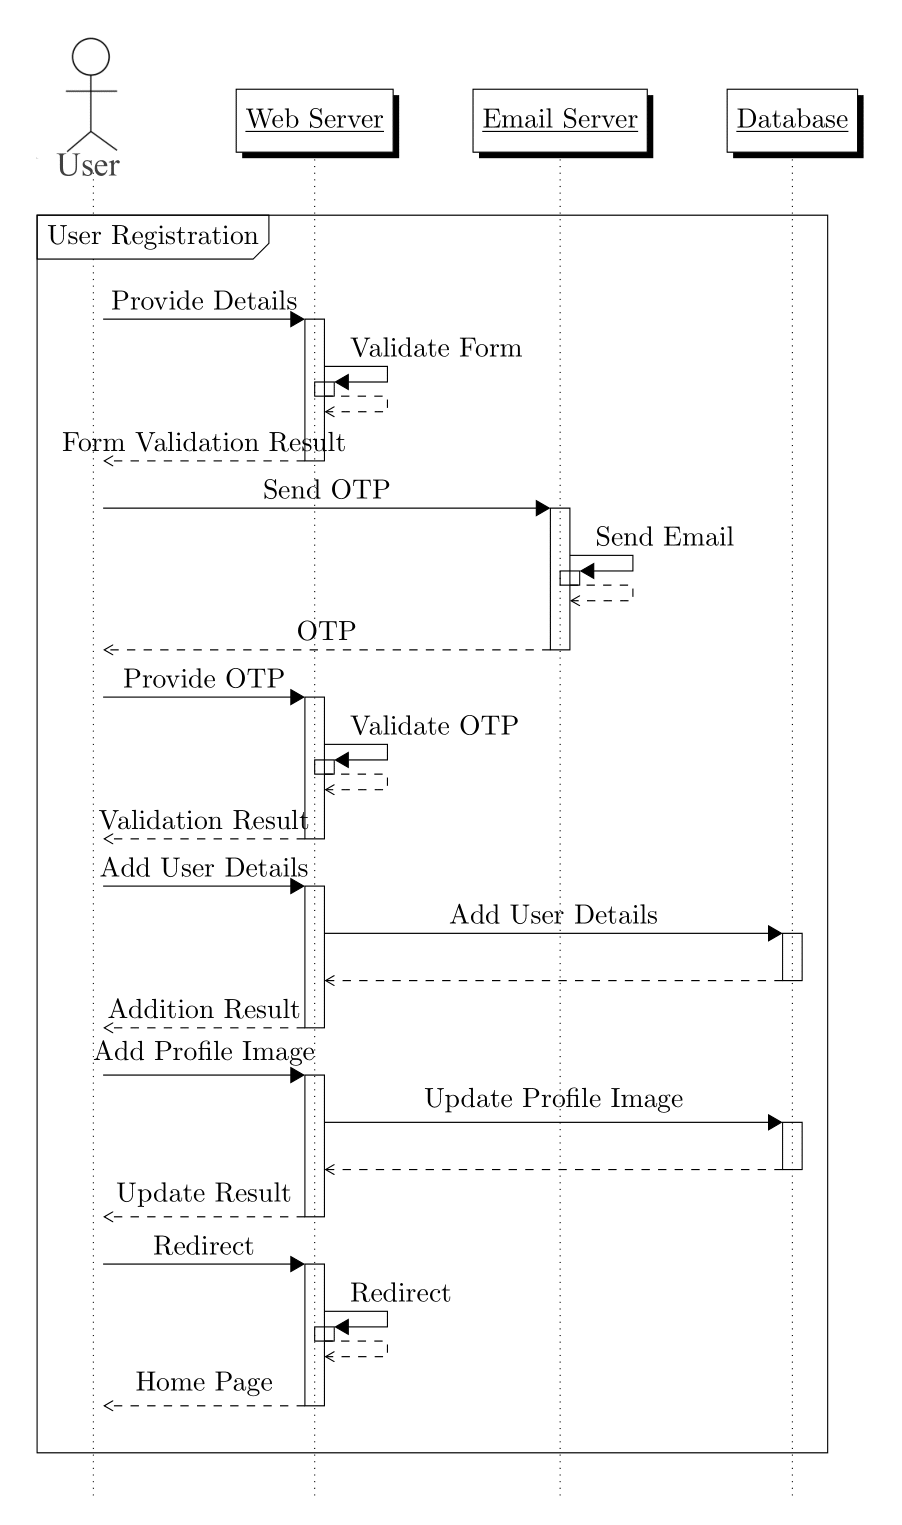 User
Web Server
Email Server
Database
User Registration
Provide Details
Validate Form
Form Validation Result
Send OTP
Send Email
OTP
Provide OTP
Validate OTP
Validation Result
Add User Details
Add User Details
Addition Result
Add Profile Image
Update Profile Image
Update Result
Redirect
Redirect
Home Page